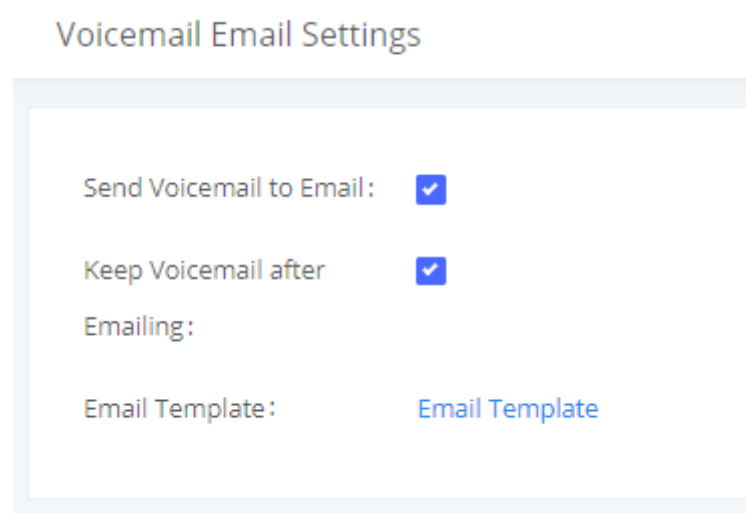 Voicemail Email Settings
Send Voicemail to Email:
Keep Voicemail after
Emailing:
Email Template: Email Template